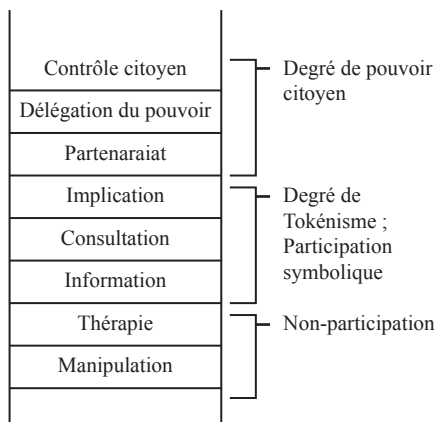 Contrôle citoyen
Délégation du pouvoir
Partenaraiat
Degré de pouvoir
citoyen
Implication
Consultation
Information
Degré de
Tokénisme ;
Participation
symbolique
Thérapie
Manipulation
Non-participation